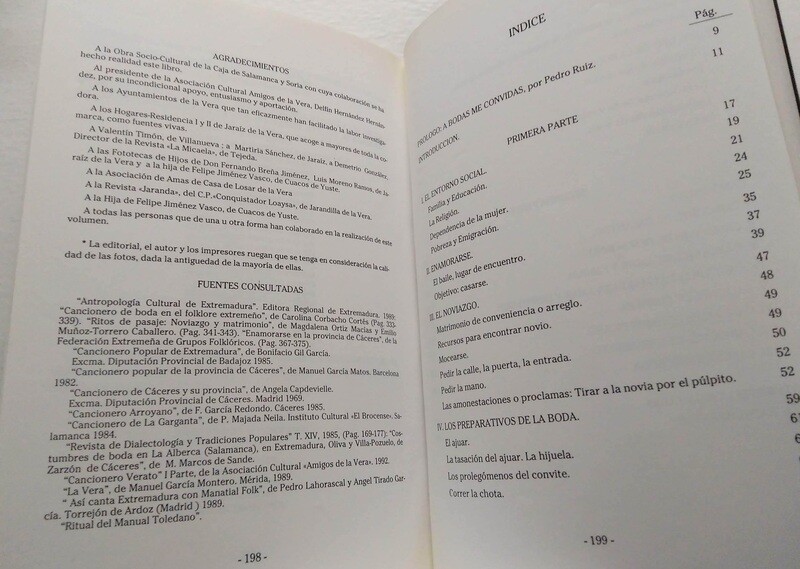 AGRADECIMIENTOS
A la Obra Socio-Cultural de la Caja de Salamanca y Soria con cuya colaboración se ha
hecho realidad este libro.
Al presidente de la Asociación Cultural Amigos de la Vera, Delfín Hernández Hernán-
dez, por su incondicional apoyo, entusiasmo y aportación.
A los Ayuntamientos de la Vera que tan eficazmente han facilitado la labor investiga-
dora.
A los Hogares-Residencia I y II de Jaraíz de la Vera, que acoge a mayores de toda la co-
marca, como fuentes vivas.
A Valentín Timón, de Villanueva ; a Martiria Sánchez, de Jaraíz, a Demetrio González,
Director de la Revista «La Micaela», de Tejeda.
A las Fototecas de Hijos de Don Fernando Breña Jiménez, Luis Moreno Ramos, de Ja-
raíz de la Vera y a la hija de Felipe Jiménez Vasco, de Cuacos de Yuste.
A la Asociación de Amas de Casa de Losar de la Vera
A la Revista «Jaranda», del C.P.«Conquistador Loaysa», de Jarandilla de la Vera.
A la Hija de Felipe Jiménez Vasco, de Cuacos de Yuste.
A todas las personas que de una u otra forma han colaborado en la realización de este
volumen.
* La editorial, el autor y los impresores ruegan que se tenga en consideración la cali-
dad de las fotos, dada la antiguedad de la mayoría de ellas.
FUENTES CONSULTADAS
"Antropología Cultural de Extremadura". Editora Regional de Extremadura. 1989:
"Cancionero de boda en el folklore extremeño", de Carolina Corbacho Cortés (Pag. 333-
339). "Ritos de pasaje: Noviazgo y matrimonio", de Magdalena Ortiz Macías y Emilio
Muñoz-Torrero Caballero. (Pag. 341-343). "Enamorarse en la provincia de Cáceres", de la
Federación Extremeña de Grupos Folklóricos. (Pag. 367-375).
"Cancionero Popular de Extremadura", de Bonifacio Gil García.
Excma. Diputación Provincial de Badajoz 1985.
"Cancionero popular de la provincia de Cáceres", de Manuel García Matos. Barcelona
1982.
"Cancionero de Cáceres y su provincia", de Angela Capdevielle.
Excma. Diputación Provincial de Cáceres. Madrid 1969.
"Cancionero Arroyano", de F. García Redondo. Cáceres 1985.
"Cancionero de La Garganta", de P. Majada Neila. Instituto Cultural «El Brocense». Sa-
lamanca 1984.
"Revista de Dialectología y Tradiciones Populares" T. XIV, 1985, (Pag. 169-177): "Cos-
tumbres de boda en La Alberca (Salamanca), en Extremadura, Oliva y Villa-Pozuelo, de
Zarzón de Cáceres", de M. Marcos de Sande.
"Cancionero Verato" I Parte, de la Asociación Cultural «Amigos de la Vera». 1992.
"La Vera", de Manuel García Montero. Mérida, 1989.
" Así canta Extremadura con Manatial Folk", de Pedro Lahorascal y Angel Tirado Gar-
cía. Torrejón de Ardoz (Madrid ) 1989.
"Ritual del Manual Toledano".
- 198 -
INDICE
Pág.
PROLOGO: A BODAS ME CONVIDAS, por Pedro Ruiz. 9
INTRODUCCION. 11
PRIMERA PARTE
I. EL ENTORNO SOCIAL. 17
Familia y Educación. 19
La Religión. 21
Dependencia de la mujer. 24
Pobreza y Emigración. 25
II. ENAMORARSE. 35
El baile, lugar de encuentro. 37
Objetivo: casarse. 39
III. EL NOVIAZGO. 47
Matrimonio de conveniencia o arreglo. 48
Recursos para encontrar novio. 49
Mocearse. 49
Pedir la calle, la puerta, la entrada. 50
Pedir la mano. 52
Las amonestaciones o proclamas: Tirar a la novia por el púlpito. 52
IV. LOS PREPARATIVOS DE LA BODA. 59
El ajuar.
La tasación del ajuar. La hijuela.
Los prolegómenos del convite.
Correr la chota.
- 199 -